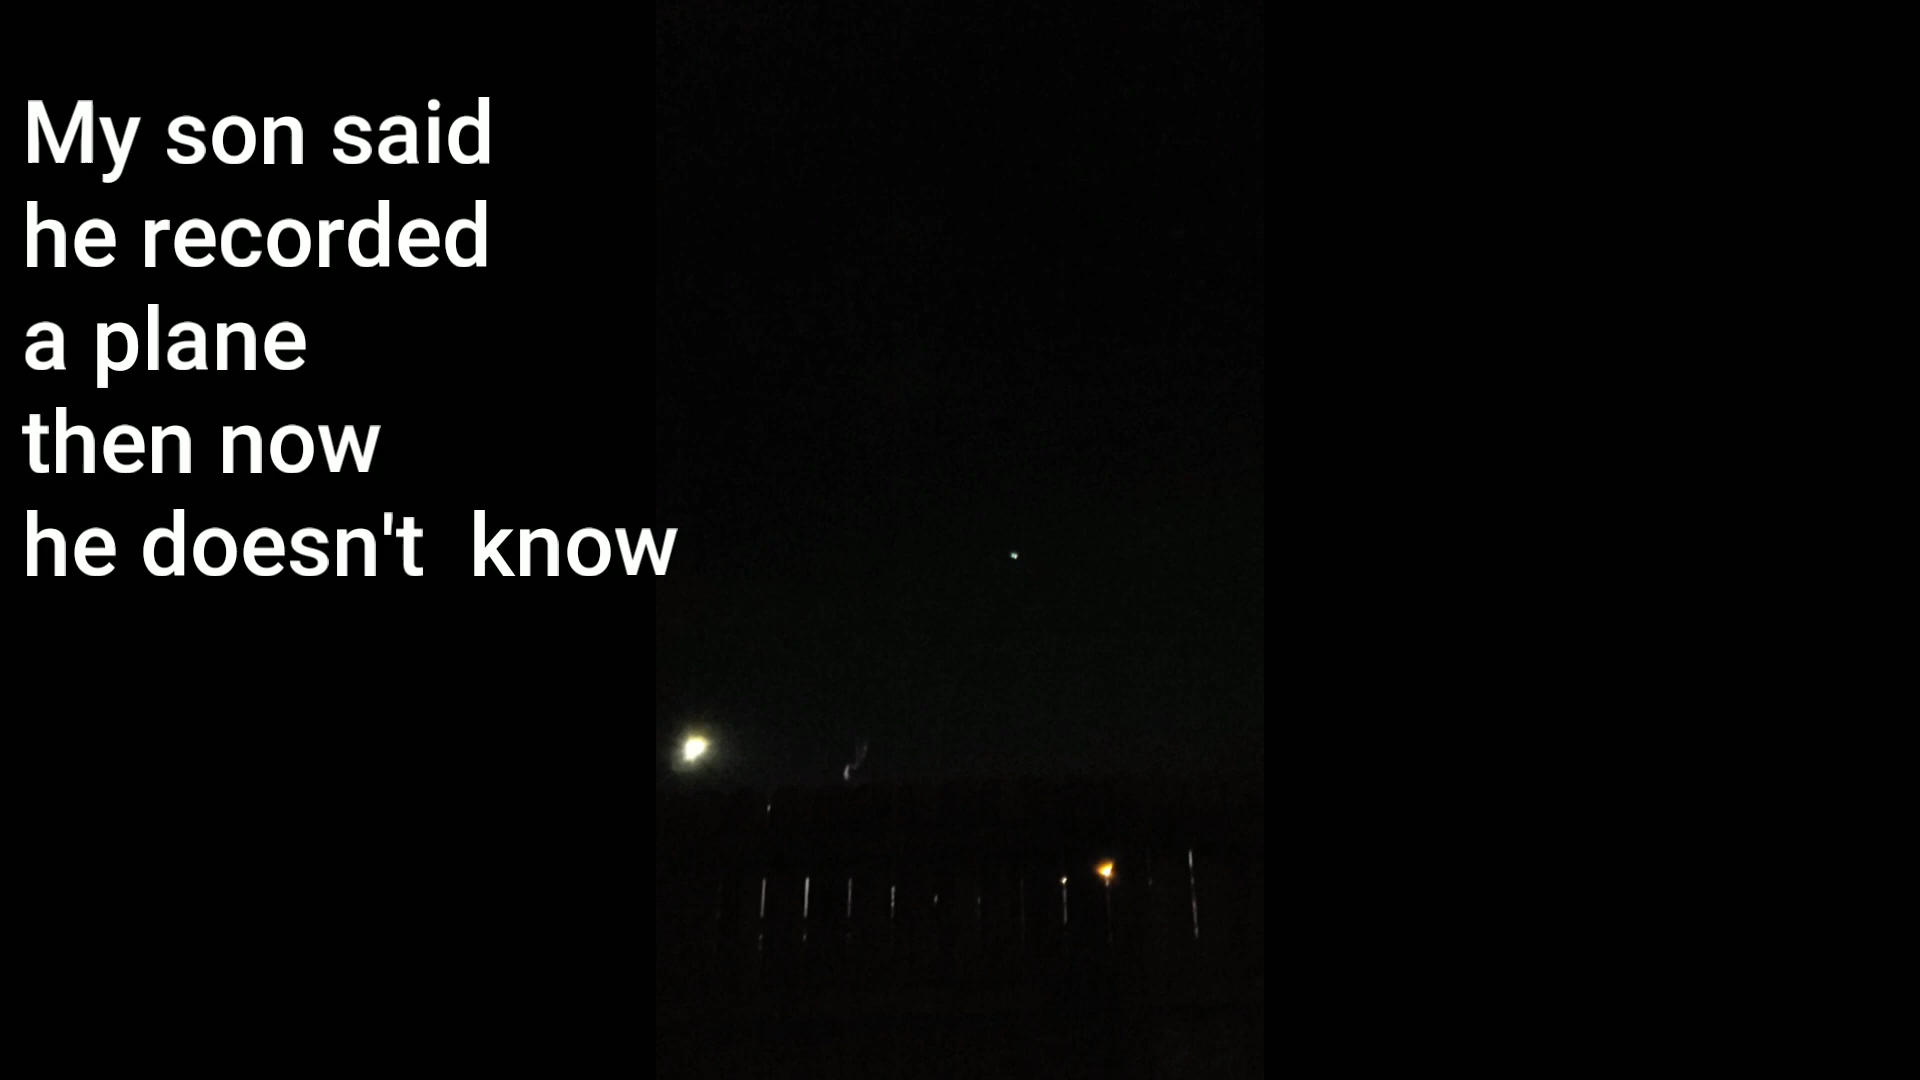 My son said
he recorded
a plane
then now
he doesn't  know